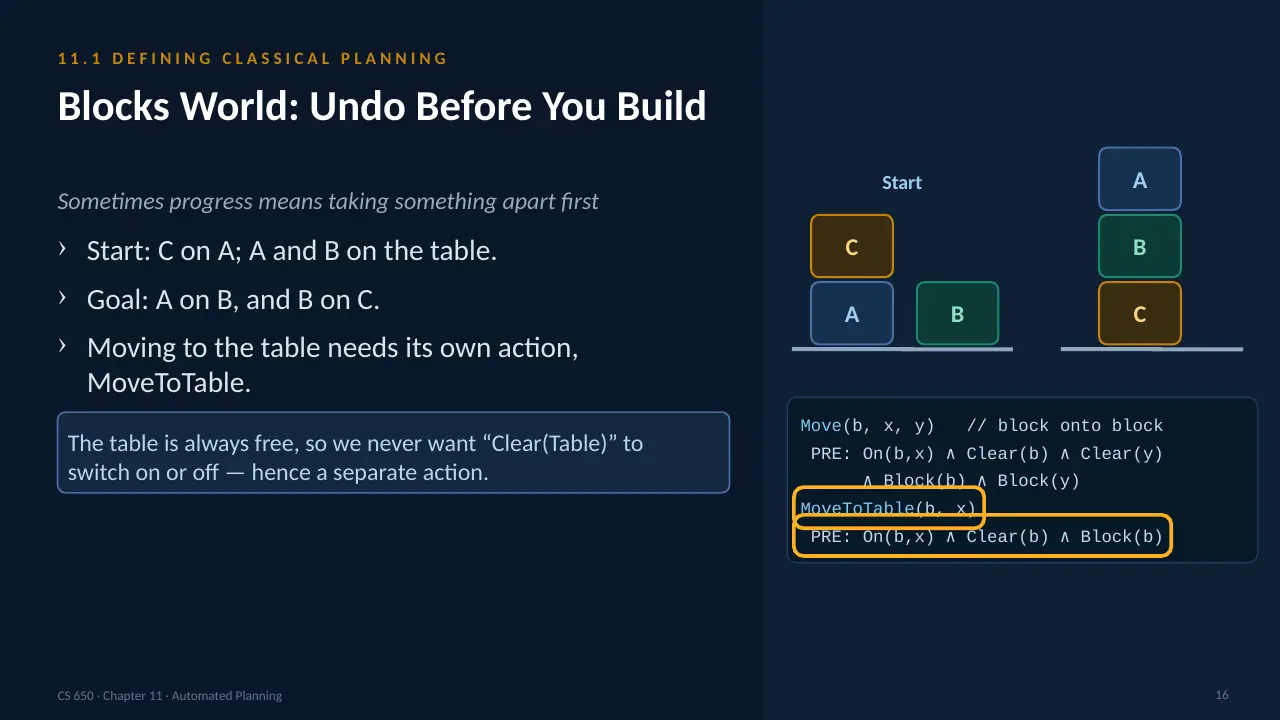 11.1 DEFINING CLASSICAL PLANNING
Blocks World: Undo Before You Build
Sometimes progress means taking something apart first
› Start: C on A; A and B on the table.
› Goal: A on B, and B on C.
› Moving to the table needs its own action,
MoveToTable.
The table is always free, so we never want “Clear(Table)” to
switch on or off — hence a separate action.
Start
C
A
B
A
B
C
Move(b, x, y)   // block onto block
PRE: On(b,x) ∧ Clear(b) ∧ Clear(y)
∧ Block(b) ∧ Block(y)
MoveToTable(b, x)
PRE: On(b,x) ∧ Clear(b) ∧ Block(b)
CS 650 · Chapter 11 · Automated Planning
16